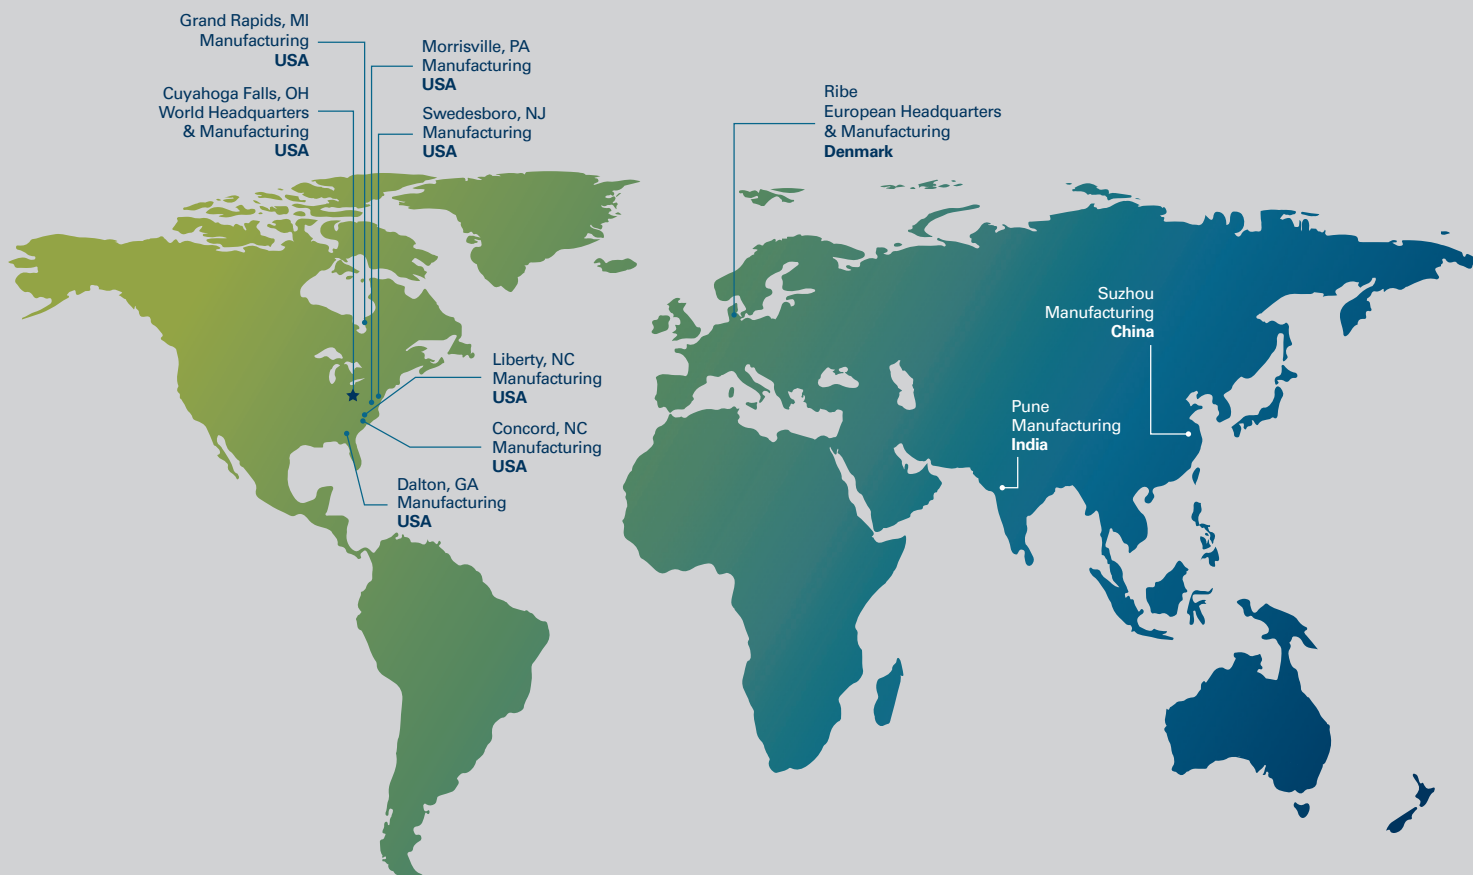 Grand Rapids, MI
Manufacturing
USA
Cuyahoga Falls, OH
World Headquarters
& Manufacturing
USA
Morrisville, PA
Manufacturing
USA
Swedesboro, NJ
Manufacturing
USA
Ribe
European Headquarters
& Manufacturing
Denmark
Suzhou
Manufacturing
China
Liberty, NC
Manufacturing
USA
Concord, NC
Manufacturing
USA
Pune
Manufacturing
India
Dalton, GA
Manufacturing
USA